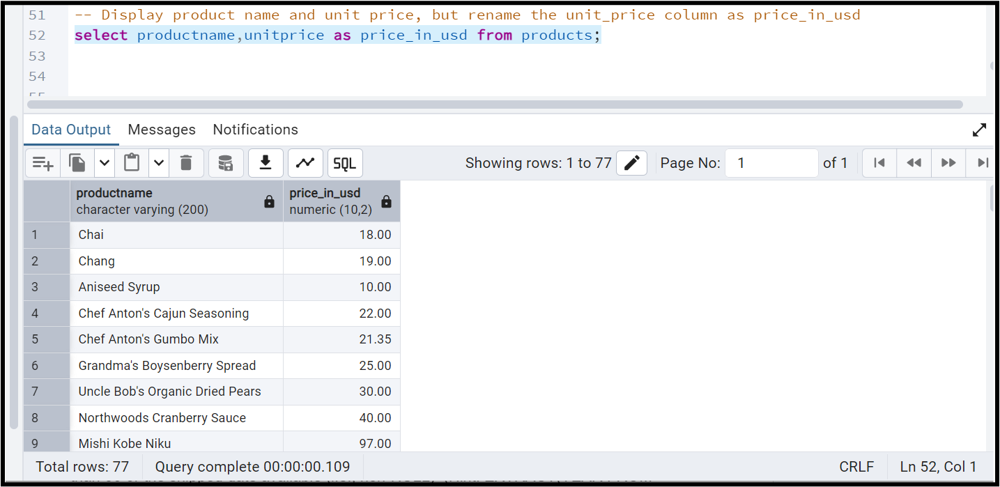 51 -- Display product name and unit price, but rename the unit_price column as price_in_usd
52 select productname,unitprice as price_in_usd from products;
53
54
55
Data Output Messages Notifications
SQL Showing rows: 1 to 77 Page No: 1 of 1
productname price_in_usd
character varying (200) numeric (10,2)
1 Chai 18.00
2 Chang 19.00
3 Aniseed Syrup 10.00
4 Chef Anton's Cajun Seasoning 22.00
5 Chef Anton's Gumbo Mix 21.35
6 Grandma's Boysenberry Spread 25.00
7 Uncle Bob's Organic Dried Pears 30.00
8 Northwoods Cranberry Sauce 40.00
9 Mishi Kobe Niku 97.00
Total rows: 77 Query complete 00:00:00.109 CRLF Ln 52, Col 1